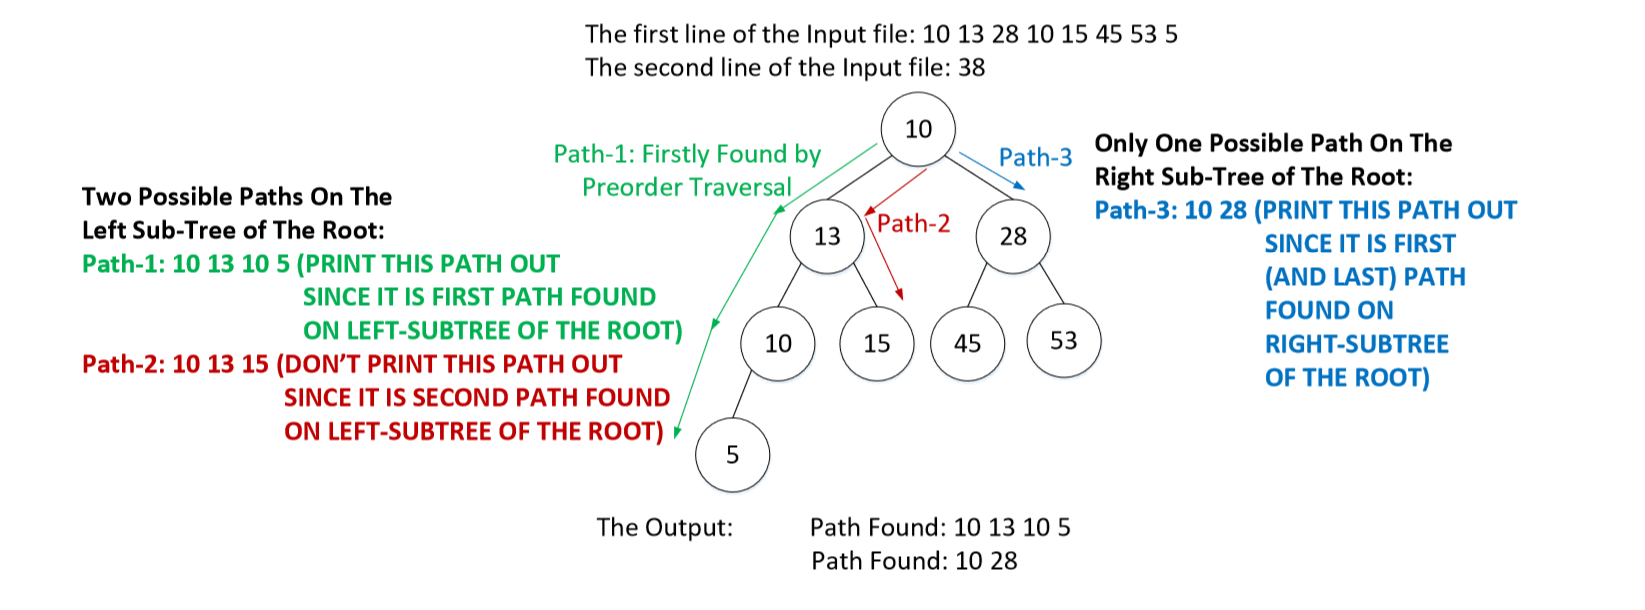 The first line of the Input file: 10 13 28 10 15 45 53 5
The second line of the Input file: 38
10
Path-1: Firstly Found by
Preorder Traversal
Path-3
Only One Possible Path On The
Right Sub-Tree of The Root:
Path-3: 10 28 (PRINT THIS PATH OUT
SINCE IT IS FIRST
(AND LAST) PATH
FOUND ON
RIGHT-SUBTREE
OF THE ROOT)
Two Possible Paths On The
Left Sub-Tree of The Root:
Path-1: 10 13 10 5 (PRINT THIS PATH OUT
SINCE IT IS FIRST PATH FOUND
ON LEFT-SUBTREE OF THE ROOT)
Path-2: 10 13 15 (DON'T PRINT THIS PATH OUT
SINCE IT IS SECOND PATH FOUND
ON LEFT-SUBTREE OF THE ROOT)
13
Path-2
28
10
15
45
53
5
The Output: Path Found: 10 13 10 5
Path Found: 10 28